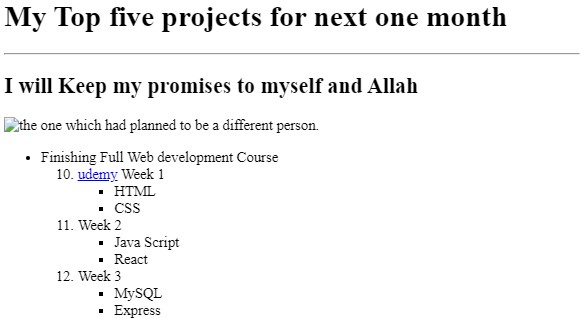 My Top five projects for next one month
I will Keep my promises to myself and Allah
the one which had planned to be a different person.
Finishing Full Web development Course
10. udemy Week 1
HTML
CSS
11. Week 2
Java Script
React
12. Week 3
MySQL
Express